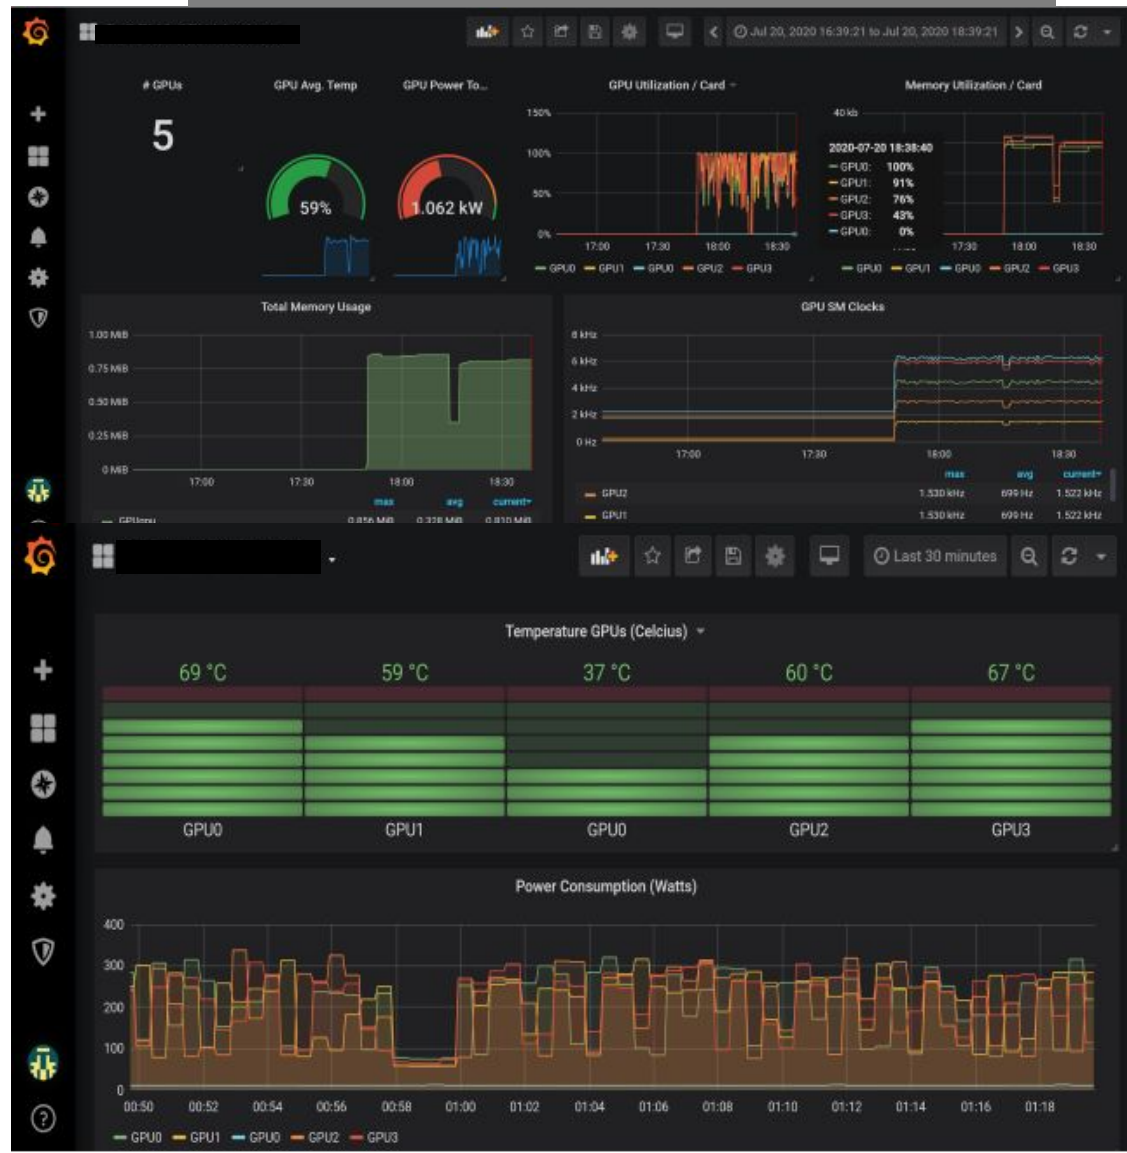 Jul 20, 2020 16:39:21 to Jul 20, 2020 18:39:21
# GPUs
GPU Avg. Temp
GPU Power To...
GPU Utilization / Card
Memory Utilization / Card
5
59%
1.062 kW
150%
100%
50%
0%
17:00 17:30 18:00 18:30
GPU0 GPU1 GPU0 GPU2 GPU3
40 kb
2020-07-20 18:38:40
GPU0: 100%
GPU1: 91%
GPU2: 76%
GPU3: 43%
GPU0: 0%
17:30 18:00 18:30
GPU0 GPU1 GPU0 GPU2 GPU3
Total Memory Usage
1.00 MiB
0.75 MiB
0.50 MiB
0.25 MiB
0 MiB
17:00 17:30 18:00 18:30
max avg current
0.856 MiB 0.328 MiB 0.810 MiB
GPU SM Clocks
8 kHz
6 kHz
4 kHz
2 kHz
0 Hz
17:00 17:30 18:00 18:30
max avg current
GPU2 1.530 kHz 699 Hz 1.522 kHz
GPU1 1.530 kHz 699 Hz 1.522 kHz
Last 30 minutes
Temperature GPUs (Celcius)
69 °C 59 °C 37 °C 60 °C 67 °C
GPU0 GPU1 GPU0 GPU2 GPU3
Power Consumption (Watts)
400
300
200
100
0
00:50 00:52 00:54 00:56 00:58 01:00 01:02 01:04 01:06 01:08 01:10 01:12 01:14 01:16 01:18
GPU0 GPU1 GPU0 GPU2 GPU3